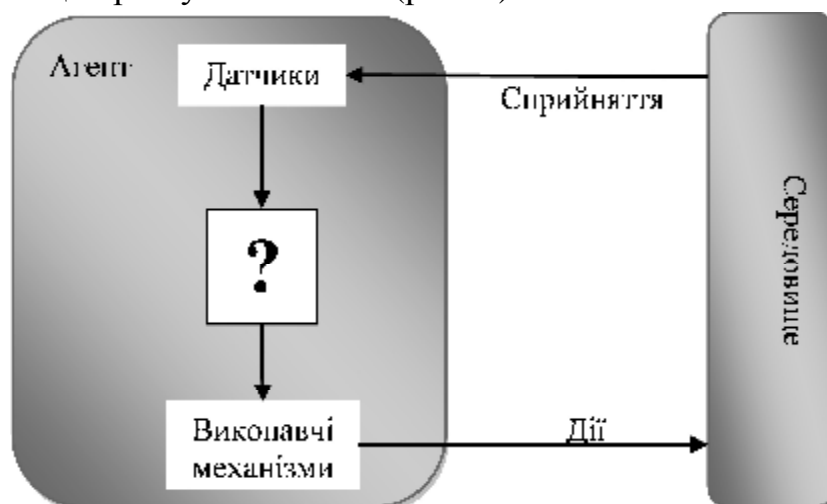 Агент
Датчики
Сприйняття
?
Середовище
Виконавчі
механізми
Дії